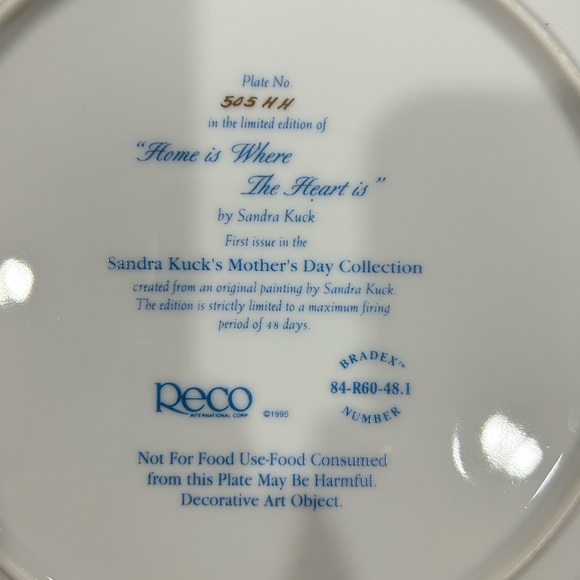 Plate No.
505 HH
in the limited edition of
"Home is Where
The Heart is"
by Sandra Kuck
First issue in the
Sandra Kuck's Mother's Day Collection
created from an original painting by Sandra Kuck.
The edition is strictly limited to a maximum firing
period of 48 days.
Reco
INTERNATIONAL CORP ©1995
BRADEX™
84-R60-48.1
NUMBER
Not For Food Use-Food Consumed
from this Plate May Be Harmful.
Decorative Art Object.